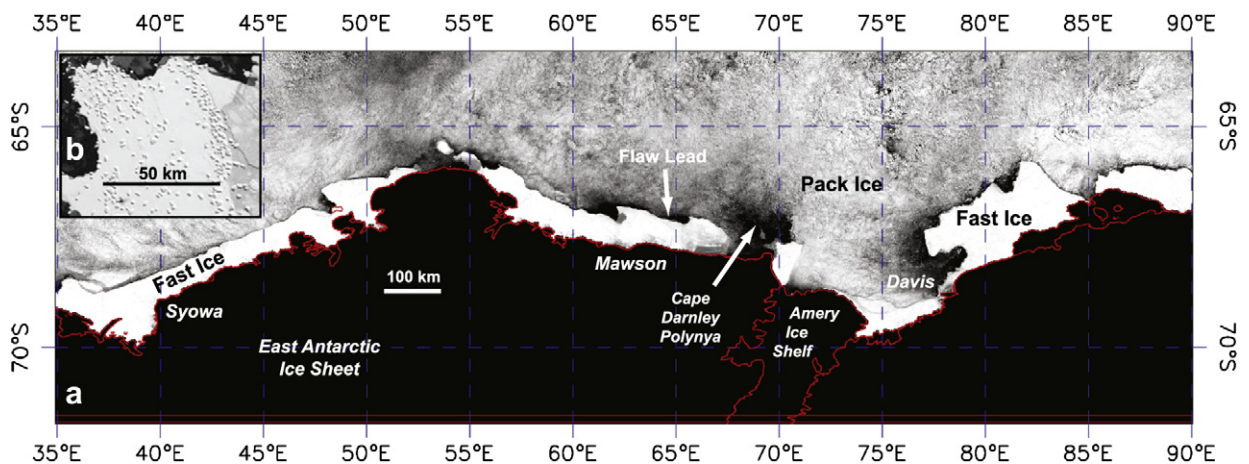 35°E 40°E 45°E 50°E 55°E 60°E 65°E 70°E 75°E 80°E 85°E 90°E
b
50 km
65°S
65°S
Flaw Lead
Pack Ice
Fast Ice
Fast Ice
100 km
Mawson
Davis
Syowa
Cape
Darnley
Polynya
Amery
Ice
Shelf
East Antarctic
Ice Sheet
70°S
70°S
a
35°E 40°E 45°E 50°E 55°E 60°E 65°E 70°E 75°E 80°E 85°E 90°E